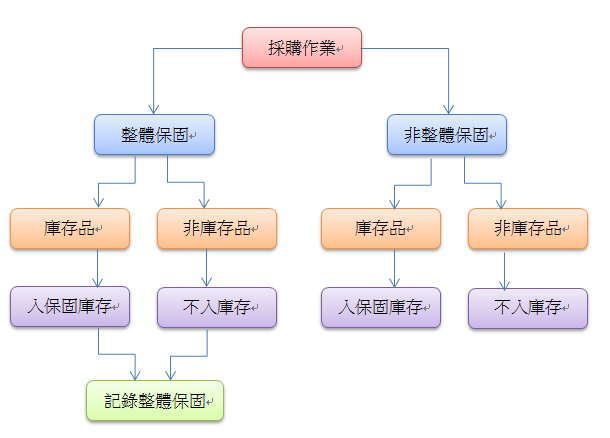 採購作業
整體保固
非整體保固
庫存品
非庫存品
庫存品
非庫存品
入保固庫存
不入庫存
入保固庫存
不入庫存
記錄整體保固